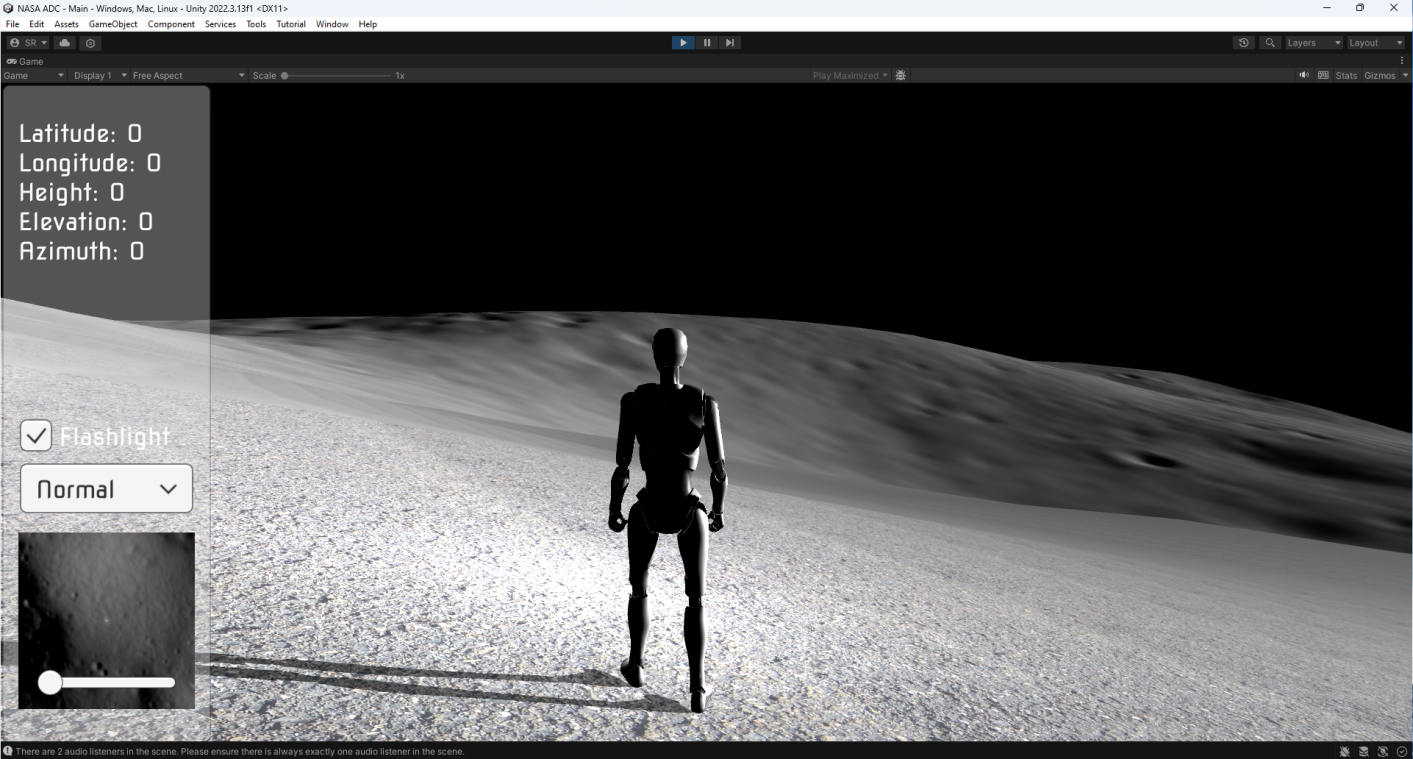 NASA ADC - Main - Windows, Mac, Linux - Unity 2022.3.13f1 <DX11>
File Edit Assets GameObject Component Services Tools Tutorial Window Help
SR Layers Layout
Game
Game Display 1 Free Aspect Scale 1x Play Maximized Stats Gizmos
Latitude: 0
Longitude: 0
Height: 0
Elevation: 0
Azimuth: 0
Flashlight
Normal
There are 2 audio listeners in the scene. Please ensure there is always exactly one audio listener in the scene.